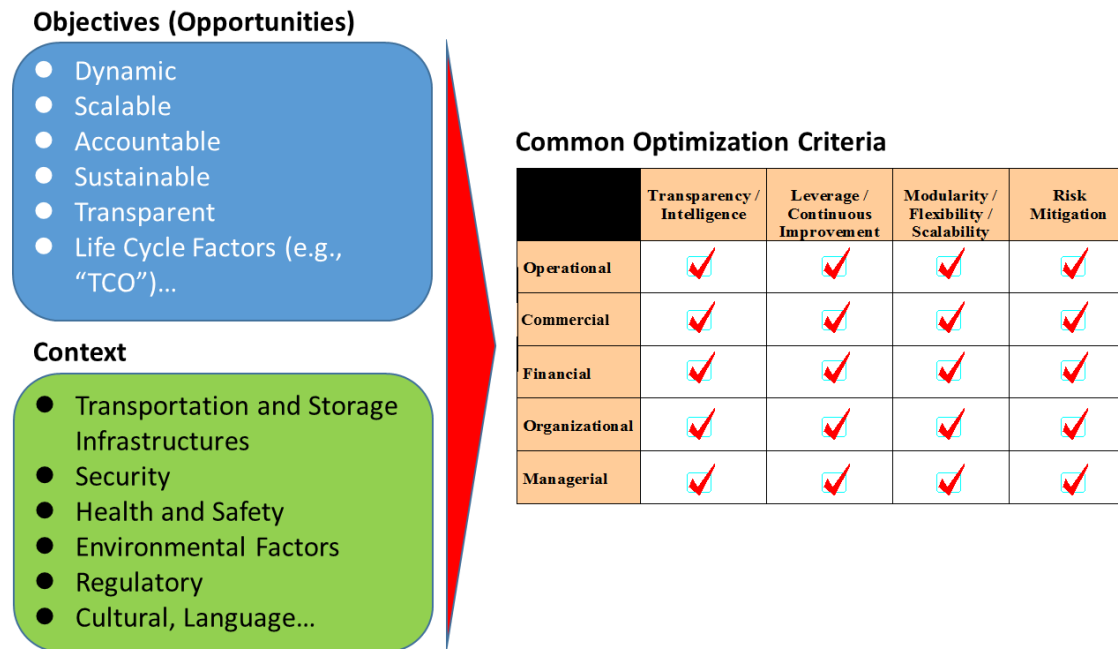 Objectives (Opportunities)
● Dynamic
● Scalable
● Accountable
● Sustainable
● Transparent
● Life Cycle Factors (e.g.,
“TCO”)…
Context
● Transportation and Storage
Infrastructures
● Security
● Health and Safety
● Environmental Factors
● Regulatory
● Cultural, Language…
Common Optimization Criteria
Transparency /
Intelligence
Leverage /
Continuous
Improvement
Modularity /
Flexibility /
Scalability
Risk
Mitigation
Operational
Commercial
Financial
Organizational
Managerial